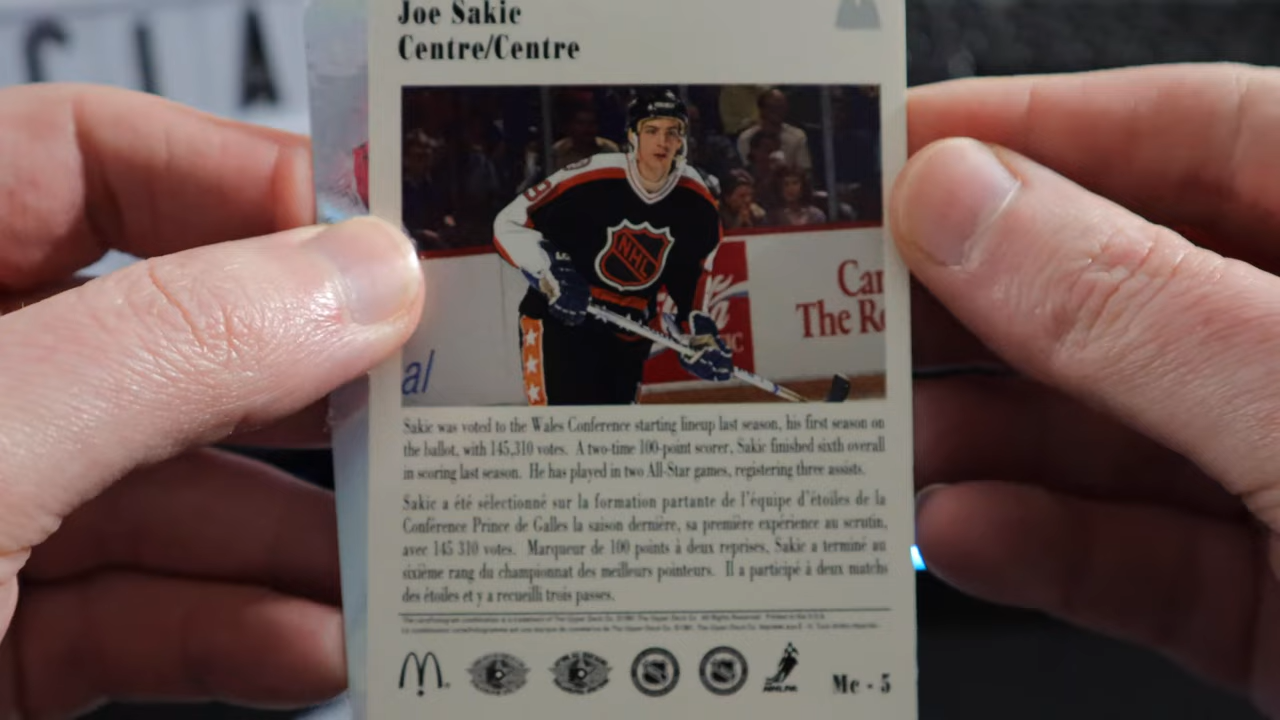 C I A
Joe Sakic
Centre/Centre
NHL
Car
The Re
al
Sakic was voted to the Wales Conference starting lineup last season, his first season on
the ballot, with 145,310 votes. A two-time 100-point scorer, Sakic finished sixth overall
in scoring last season. He has played in two All-Star games, registering three assists.
Sakic a été sélectionné sur la formation partante de l'équipe d'étoiles de la
Conférence Prince de Galles la saison dernière, sa première expérience au scrutin,
avec 145 310 votes. Marqueur de 100 points à deux reprises, Sakic a terminé au
sixième rang du championnat des meilleurs pointeurs. Il a participé à deux matchs
des étoiles et y a recueilli trois passes.
NHLPA
Mc - 5